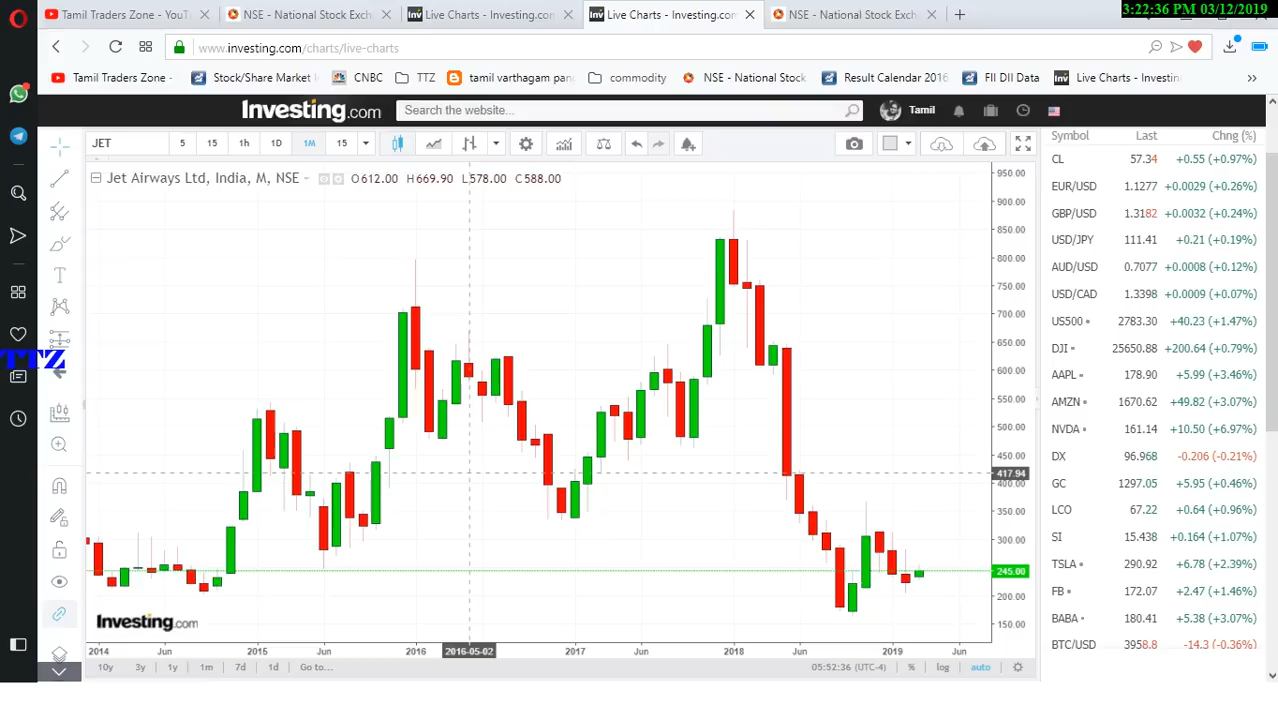 Tamil Traders Zone - YouT
NSE - National Stock Exch
Live Charts - Investing.con
Live Charts - Investing.com
NSE - National Stock Exch
3:22:36 PM 03/12/2019
www.investing.com/charts/live-charts
Tamil Traders Zone -
Stock/Share Market
CNBC
TTZ
tamil varthagam pan
commodity
NSE - National Stock
Result Calendar 2016
FII DII Data
Live Charts - Investin
Investing.com
Search the website...
Tamil
JET
5
15
1h
1D
1M
15
Symbol Last Chng (%)
Jet Airways Ltd, India, M, NSE
O612.00 H669.90 L578.00 C588.00
CL 57.34 +0.55 (+0.97%)
EUR/USD 1.1277 +0.0029 (+0.26%)
GBP/USD 1.3182 +0.0032 (+0.24%)
USD/JPY 111.41 +0.21 (+0.19%)
AUD/USD 0.7077 +0.0008 (+0.12%)
USD/CAD 1.3398 +0.0009 (+0.07%)
US500 2783.30 +40.23 (+1.47%)
DJI 25650.88 +200.64 (+0.79%)
AAPL 178.90 +5.99 (+3.46%)
AMZN 1670.62 +49.82 (+3.07%)
NVDA 161.14 +10.50 (+6.97%)
DX 96.968 -0.206 (-0.21%)
GC 1297.05 +5.95 (+0.46%)
LCO 67.22 +0.64 (+0.96%)
SI 15.438 +0.164 (+1.07%)
TSLA 290.92 +6.78 (+2.39%)
FB 172.07 +2.47 (+1.46%)
BABA 180.41 +5.38 (+3.07%)
BTC/USD 3958.8 -14.3 (-0.36%)
950.00
900.00
850.00
800.00
750.00
700.00
650.00
600.00
550.00
500.00
450.00
417.94
400.00
350.00
300.00
245.00
200.00
150.00
TTZ
Investing.com
2014 Jun 2015 Jun 2016 2016-05-02 2017 Jun 2018 Jun 2019 Jun
10y 3y 1y 1m 7d 1d Go to...
05:52:36 (UTC-4) % log auto